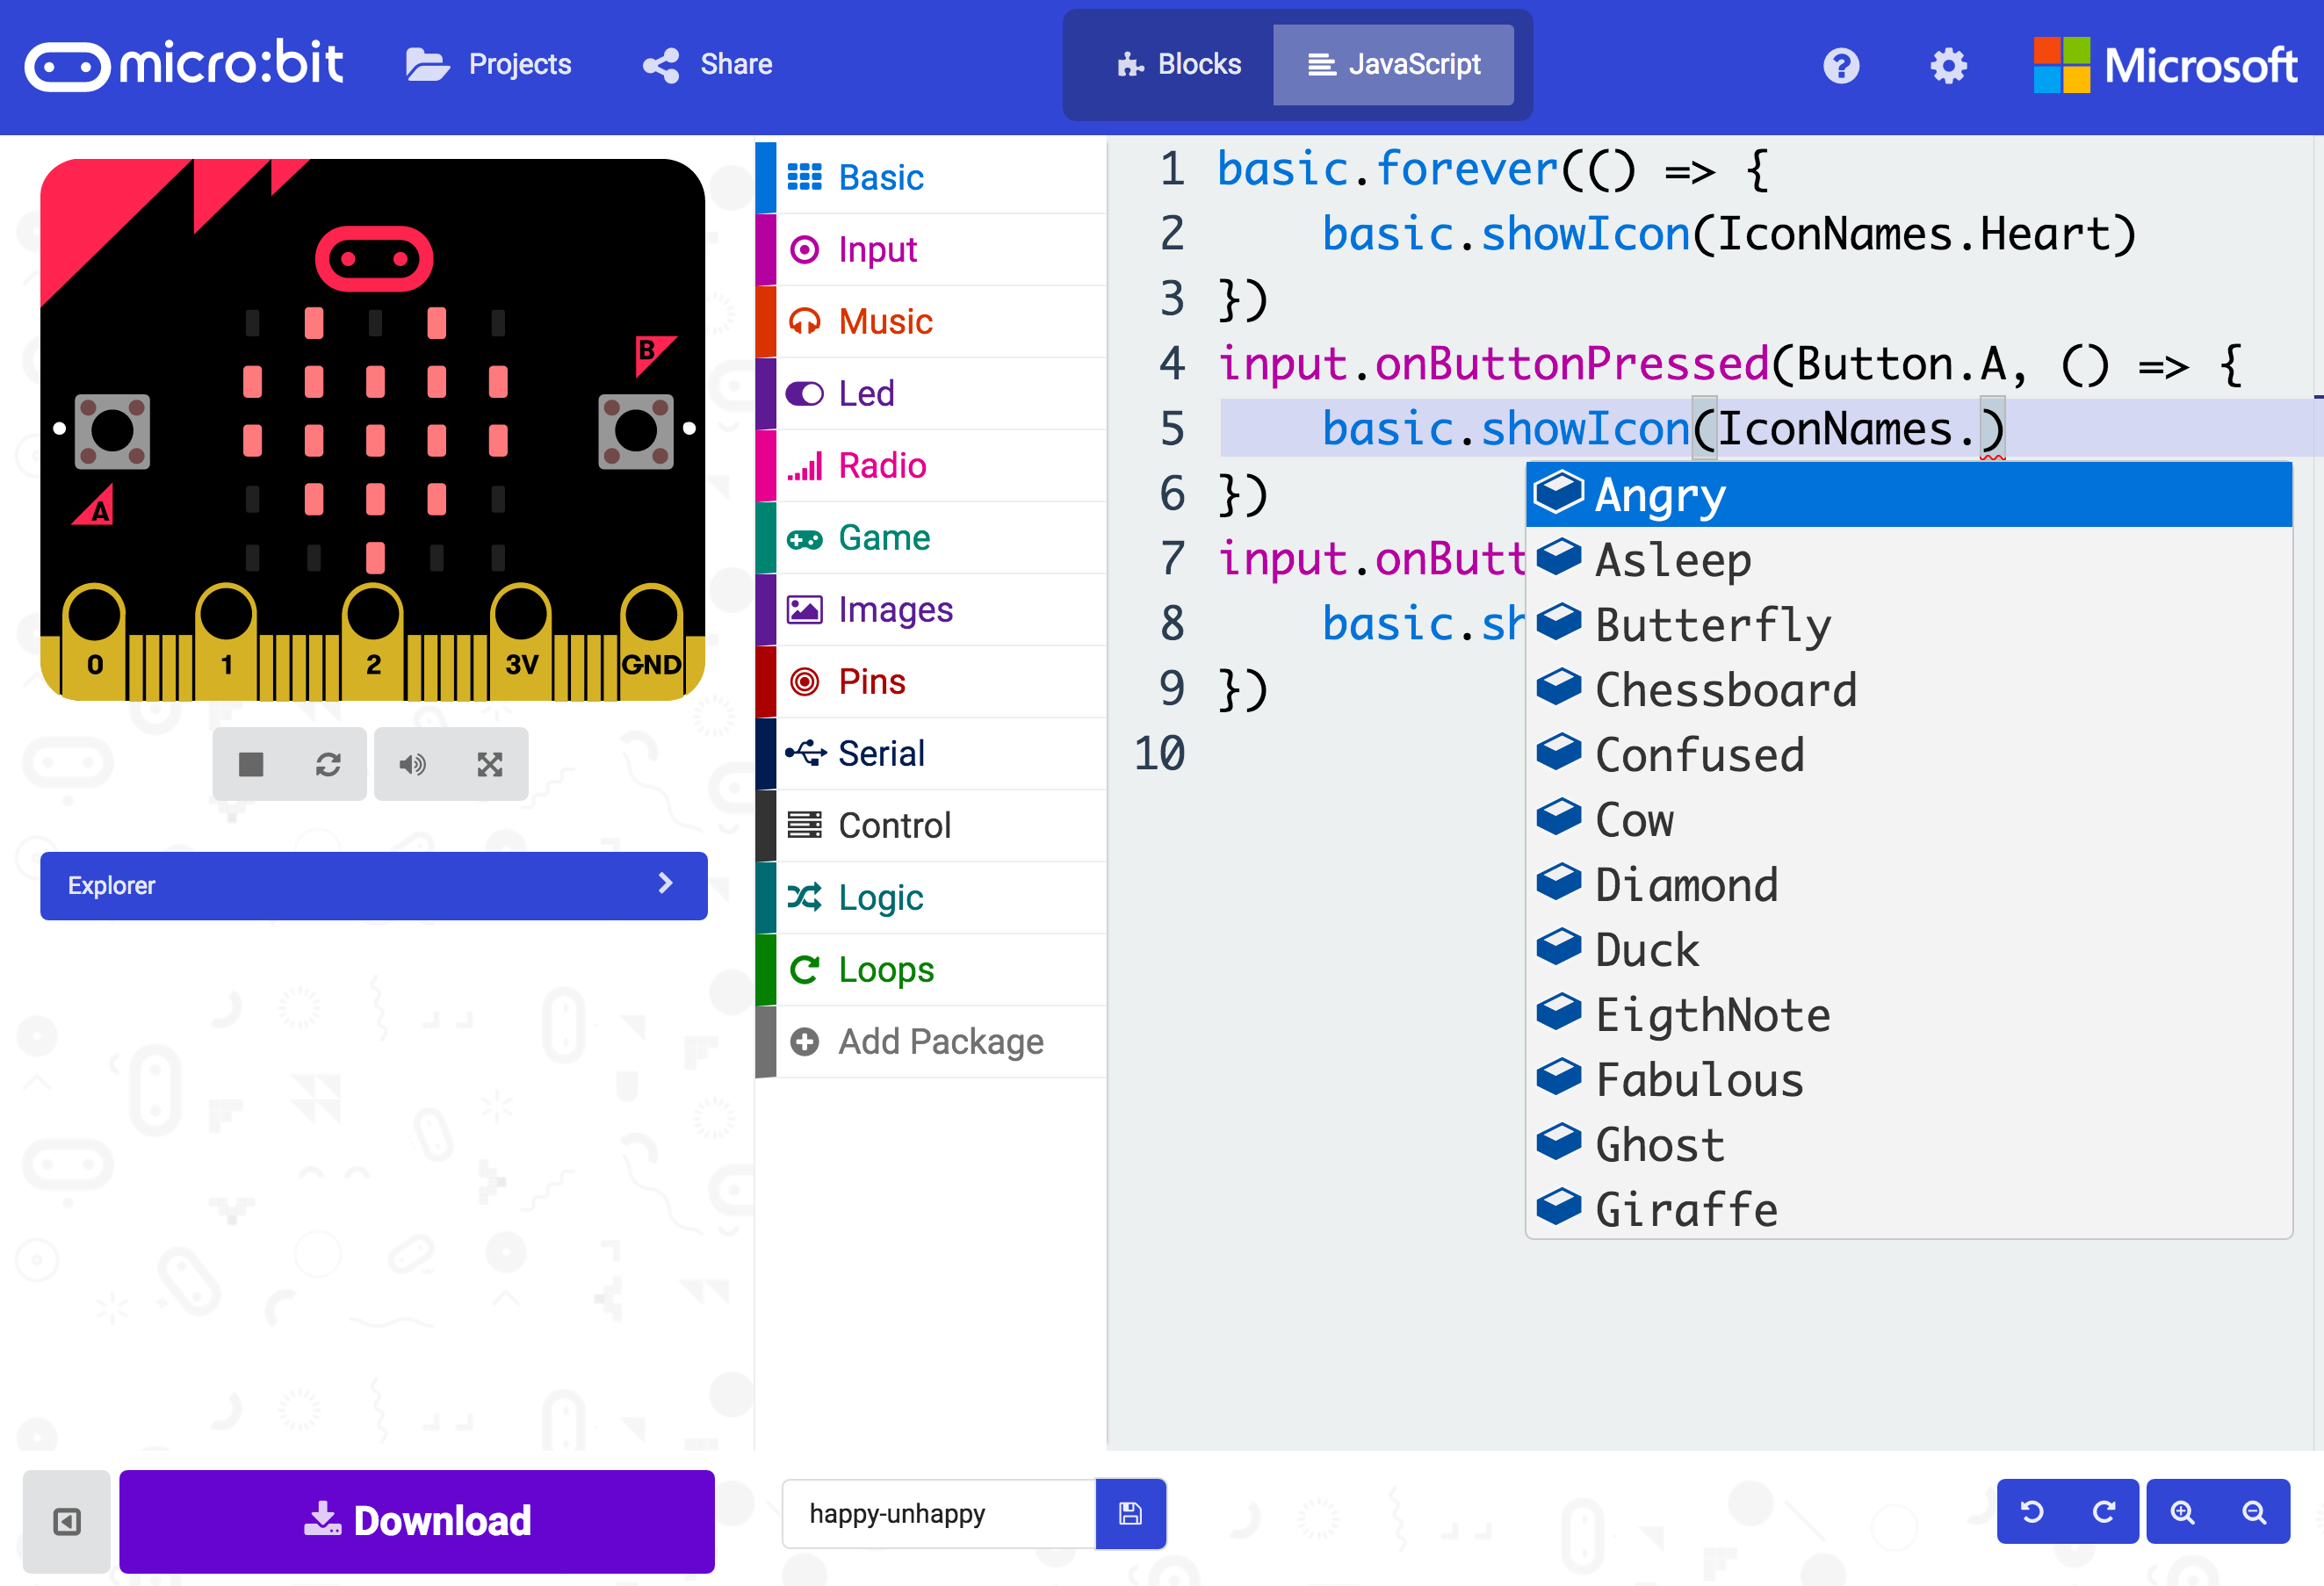 micro:bit
Projects
Share
Blocks
JavaScript
Microsoft
B
A
0
1
2
3V
GND
Explorer
Download
Basic
Input
Music
Led
Radio
Game
Images
Pins
Serial
Control
Logic
Loops
Add Package
1 basic.forever(() => {
2 basic.showIcon(IconNames.Heart)
3 })
4 input.onButtonPressed(Button.A, () => {
5 basic.showIcon(IconNames.)
6 })
7 input.onButt
8 basic.sh
9 })
10
Angry
Asleep
Butterfly
Chessboard
Confused
Cow
Diamond
Duck
EigthNote
Fabulous
Ghost
Giraffe
happy-unhappy